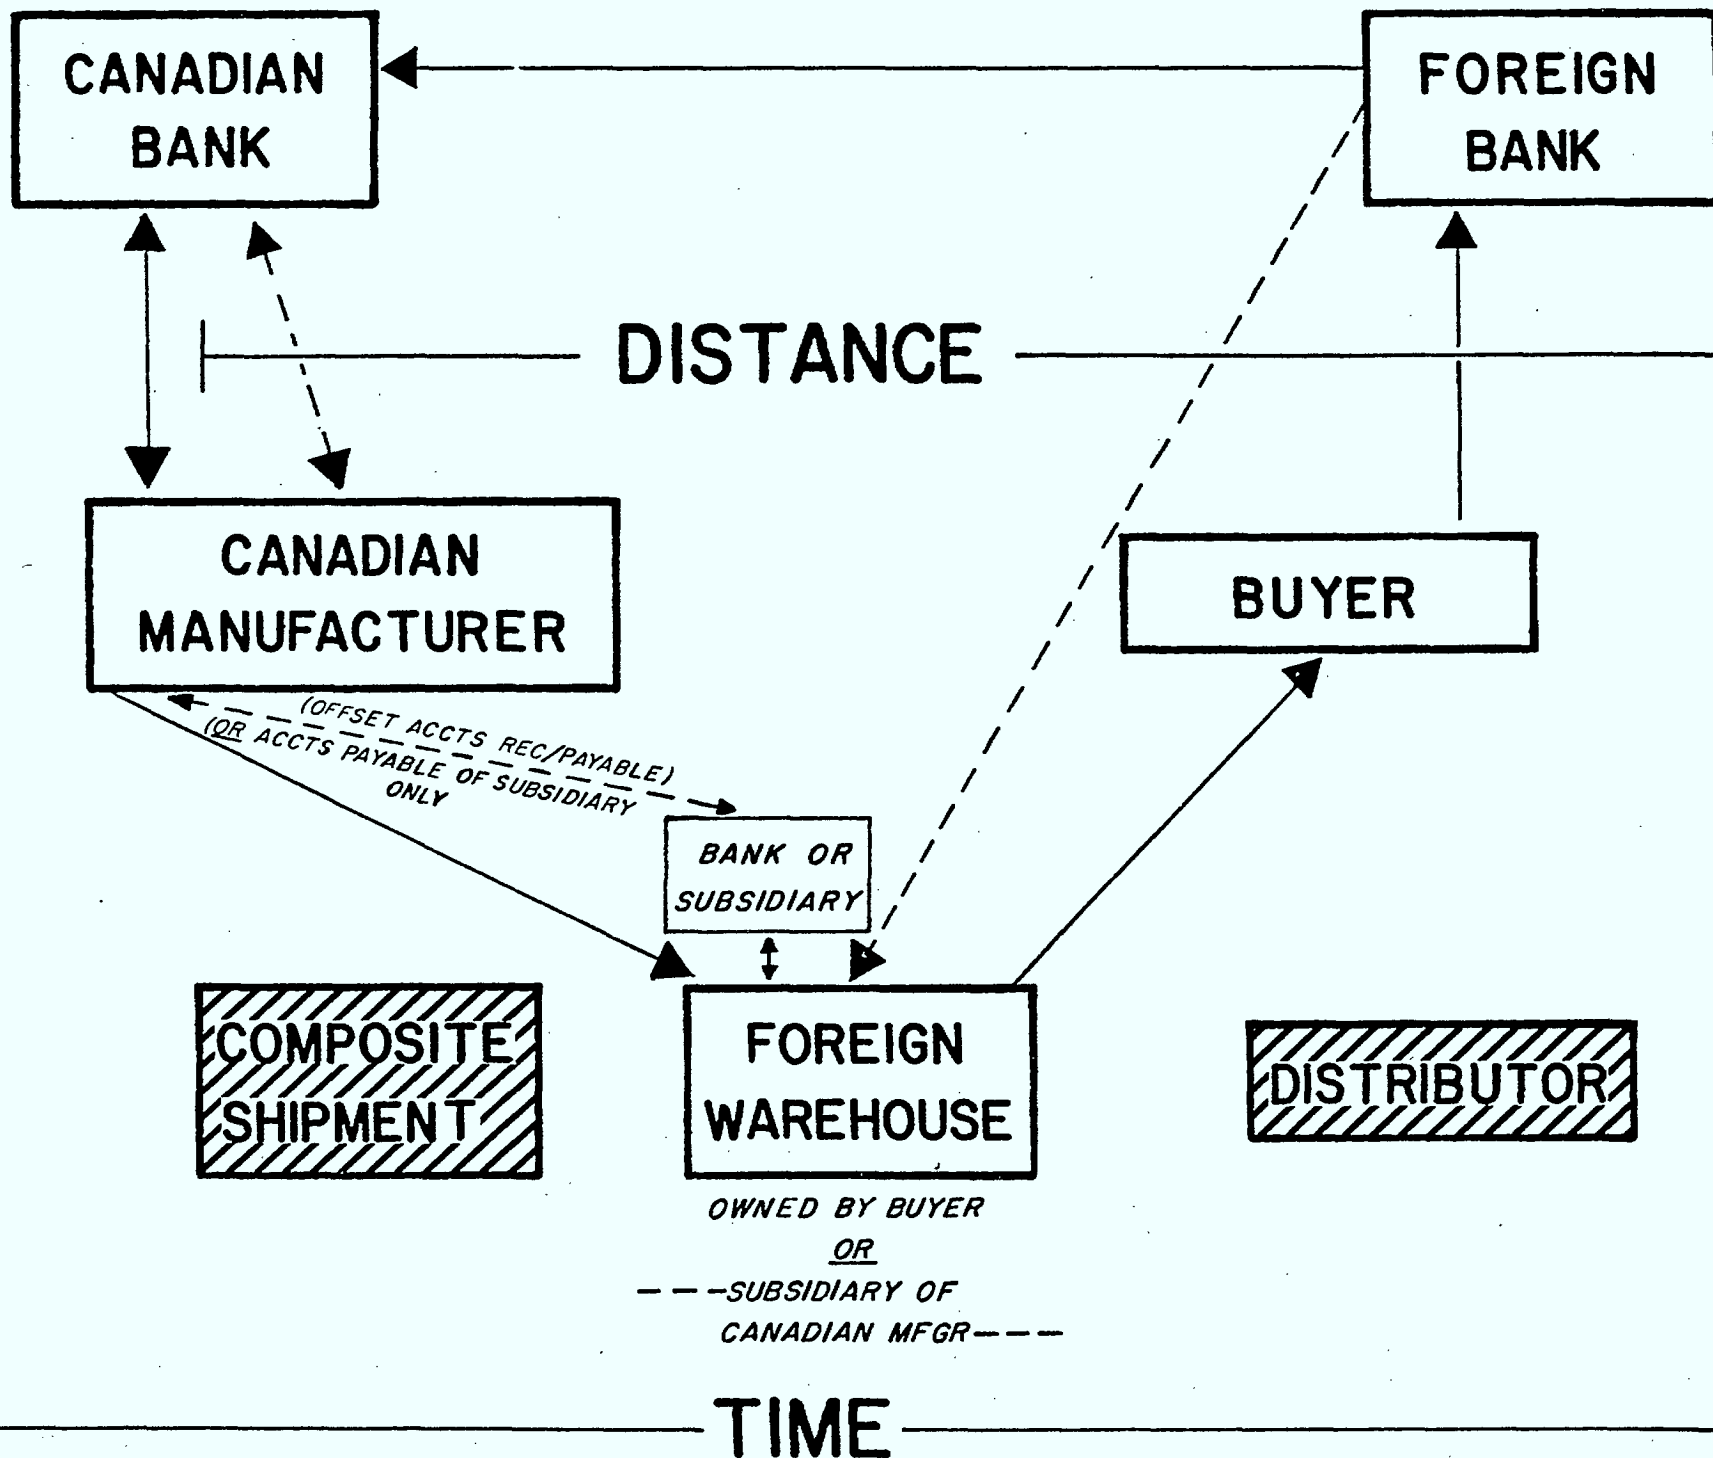 CANADIAN
BANK
FOREIGN
BANK
DISTANCE
CANADIAN
MANUFACTURER
BUYER
(OFFSET ACCTS REC/PAYABLE)
(OR ACCTS PAYABLE OF SUBSIDIARY
ONLY
BANK OR
SUBSIDIARY
COMPOSITE
SHIPMENT
FOREIGN
WAREHOUSE
DISTRIBUTOR
OWNED BY BUYER
OR
---SUBSIDIARY OF
CANADIAN MFGR---
TIME